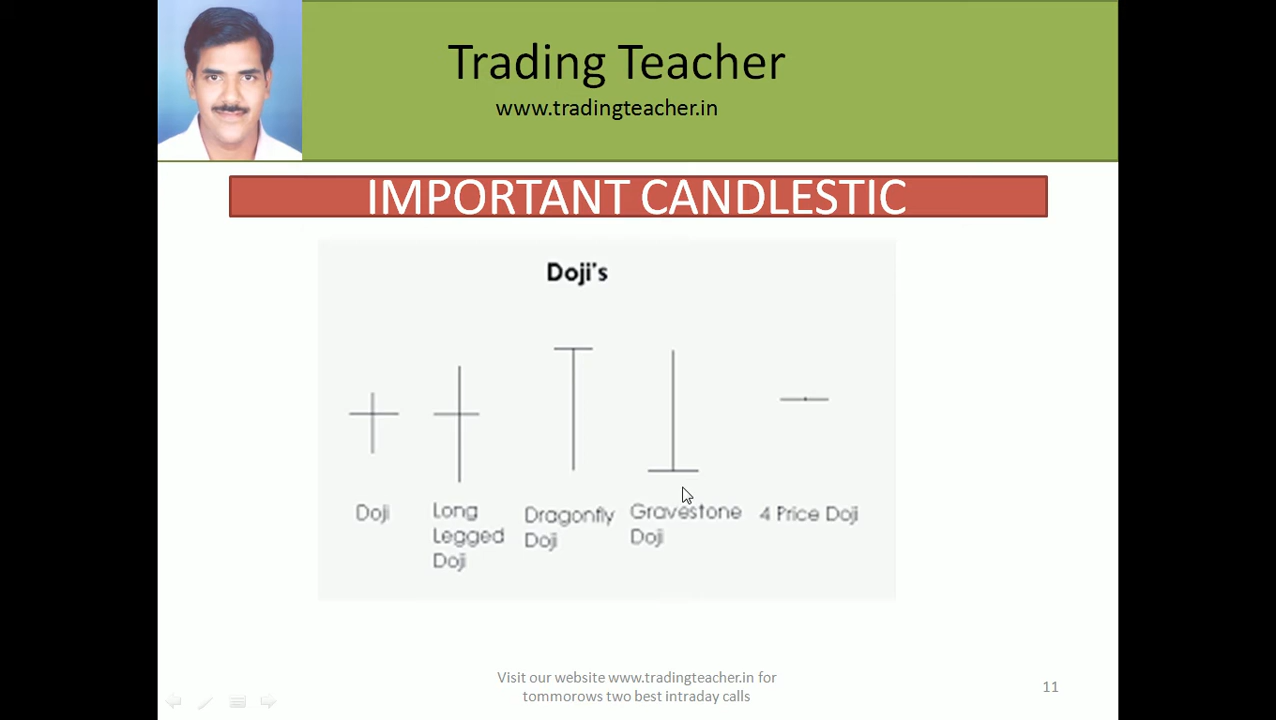 Trading Teacher
www.tradingteacher.in
IMPORTANT CANDLESTIC
Doji's
Doji
Long
Legged
Doji
Dragonfly
Doji
Gravestone
Doji
4 Price Doji
Visit our website www.tradingteacher.in for
tommorows two best intraday calls
11